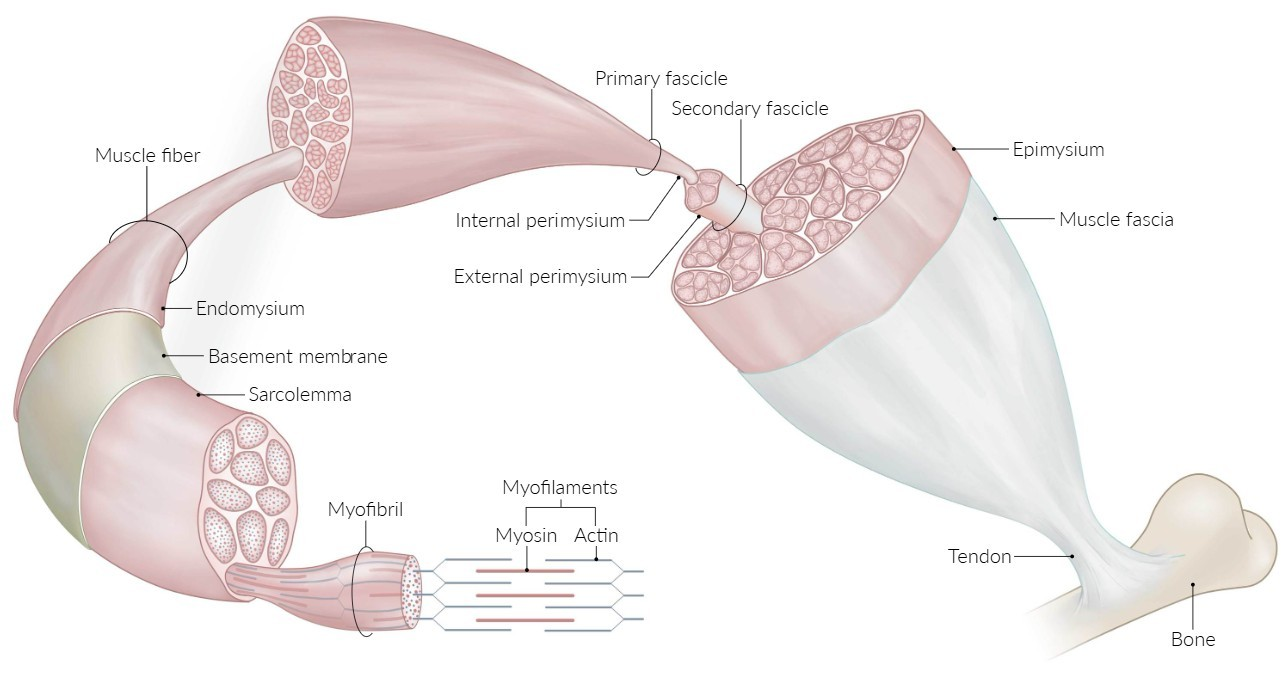 Primary fascicle
Secondary fascicle
Muscle fiber
Epimysium
Internal perimysium
Muscle fascia
External perimysium
Endomysium
Basement membrane
Sarcolemma
Myofilaments
Myofibril
Myosin Actin
Tendon
Bone